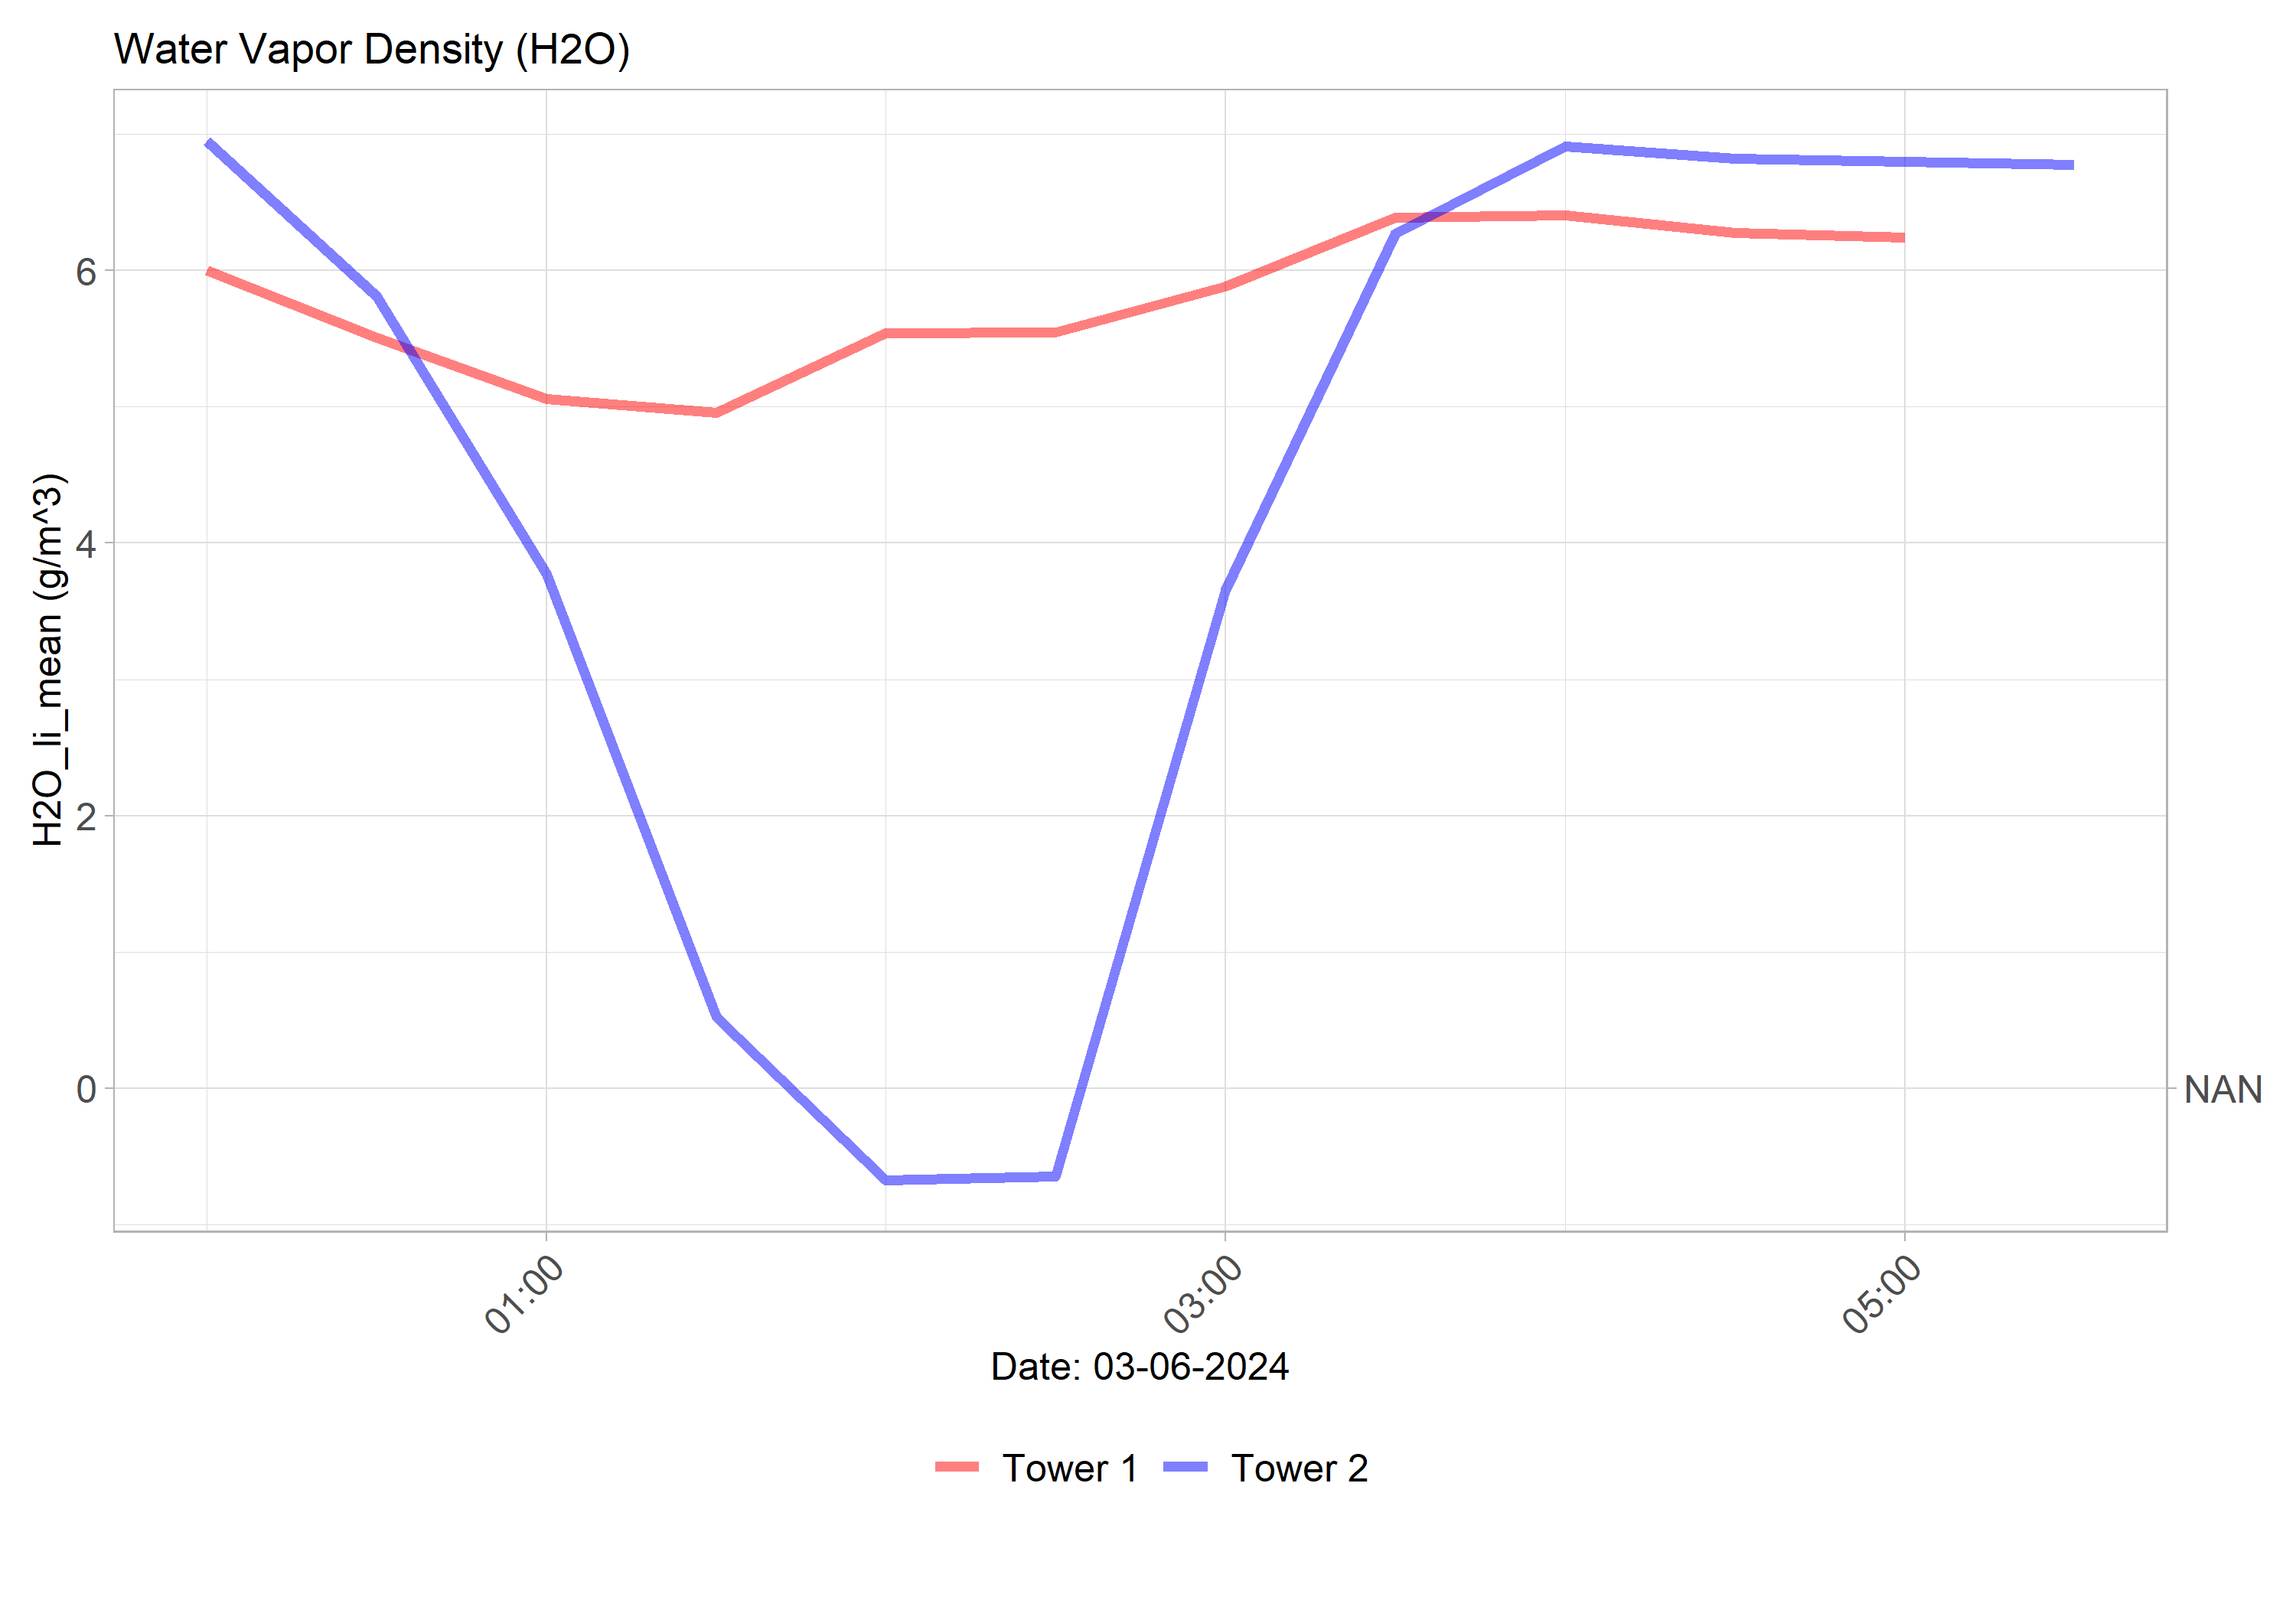 Water Vapor Density (H2O)
H2O_li_mean (g/m^3)
6
4
2
0
NAN
01:00
03:00
05:00
Date: 03-06-2024
Tower 1
Tower 2